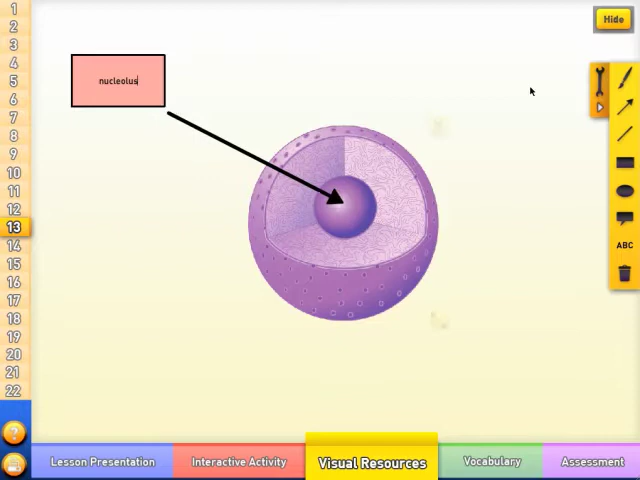 1
2
3
4
5
6
7
8
9
10
11
12
13
14
15
16
17
18
19
20
21
22
Hide
nucleolus
ABC
?
Lesson Presentation
Interactive Activity
Visual Resources
Vocabulary
Assessment